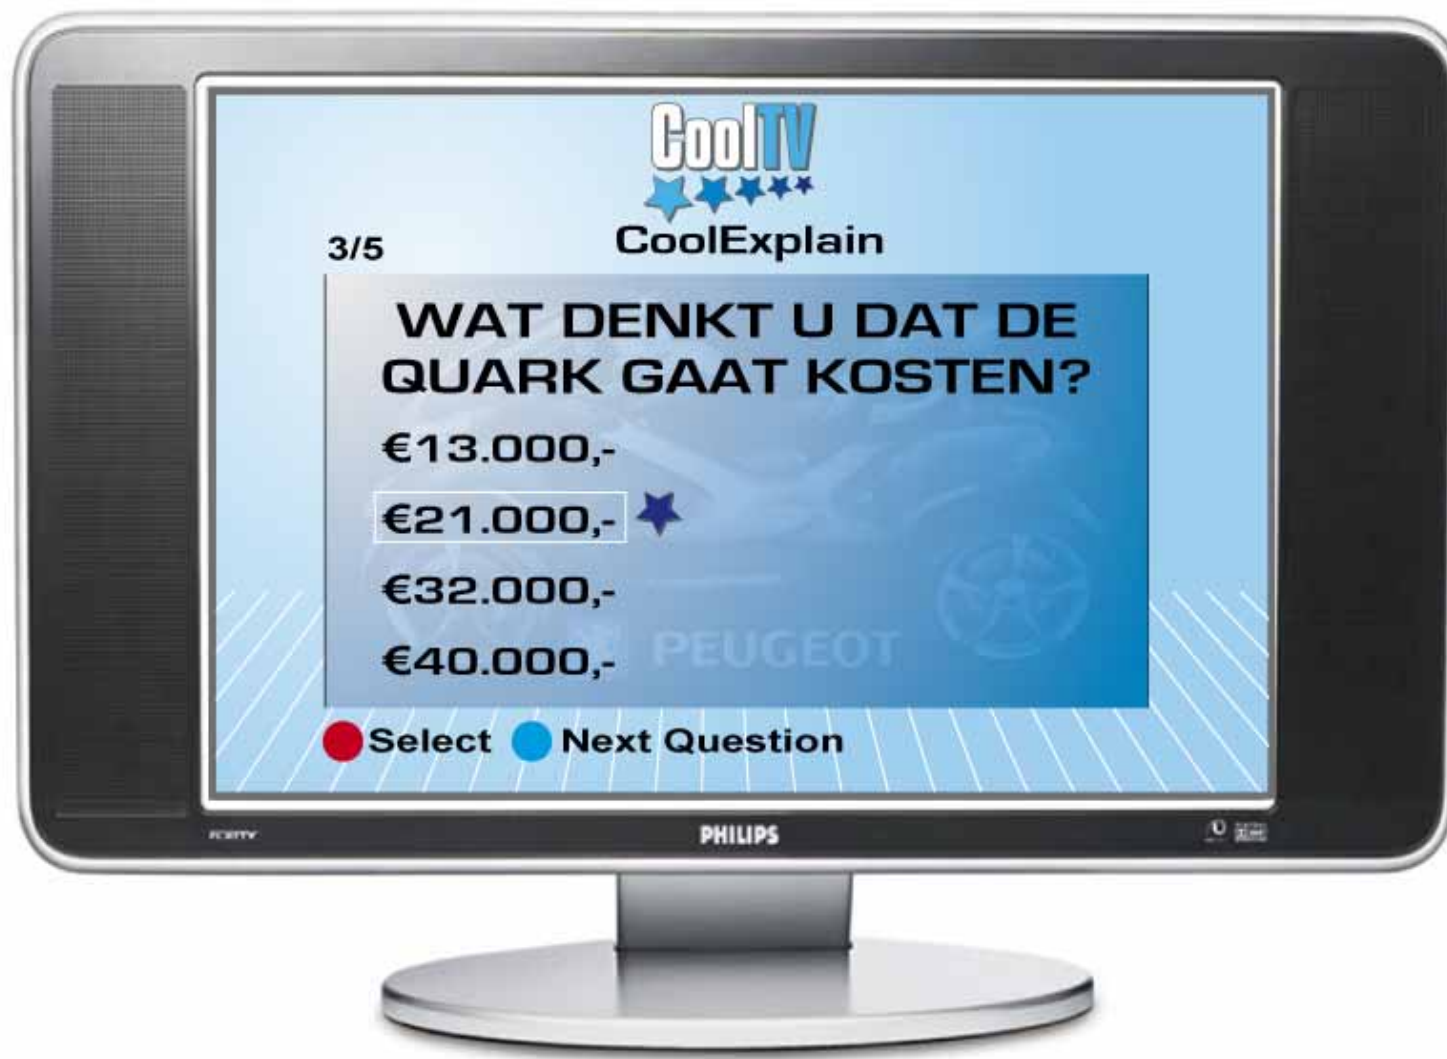 CoolTV
CoolExplain
3/5
WAT DENKT U DAT DE
QUARK GAAT KOSTEN?
€13.000,-
€21.000,-
€32.000,-
€40.000,-
PEUGEOT
Select Next Question
PHILIPS